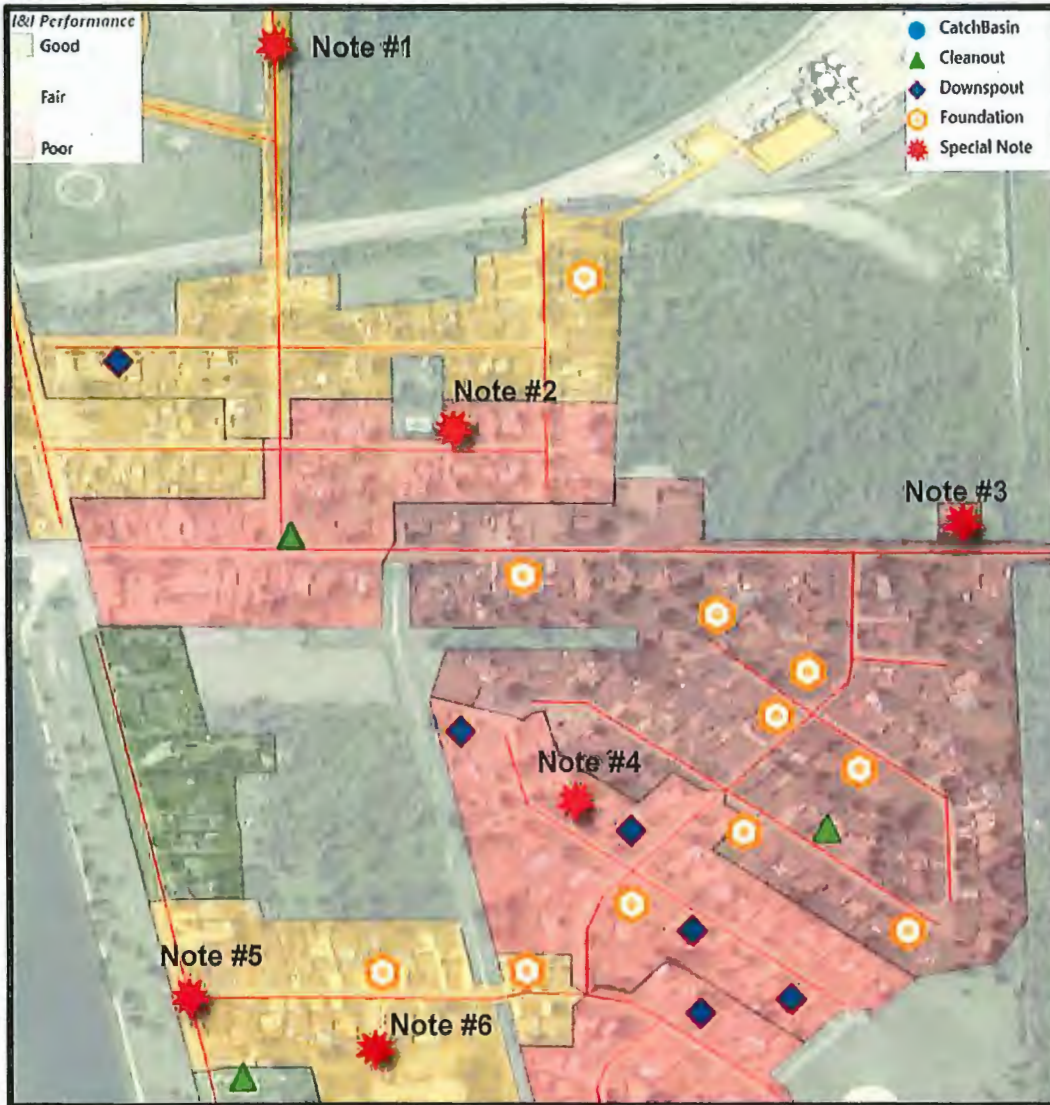 I&I Performance
Good
Fair
Poor
CatchBasin
Cleanout
Downspout
Foundation
Special Note
Note #1
Note #2
Note #3
Note #4
Note #5
Note #6